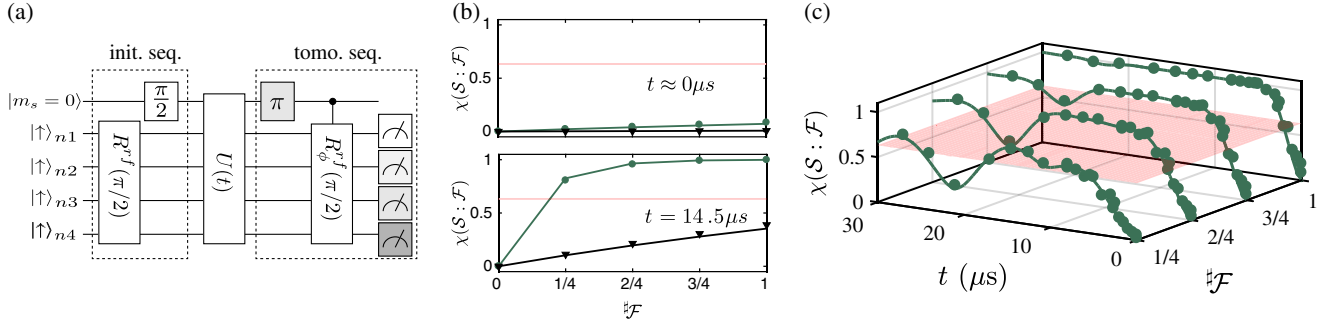 (a)
init. seq.
tomo. seq.
|m_s = 0⟩
π/2
π
|↑⟩_{n1}
|↑⟩_{n2}
|↑⟩_{n3}
|↑⟩_{n4}
R^{rf}(π/2)
U(t)
R_ϕ^{rf}(π/2)
(b)
χ(𝒮 : ℱ)
1
0.5
0
t ≈ 0μs
χ(𝒮 : ℱ)
1
0.5
0
t = 14.5μs
0 1/4 2/4 3/4 1
♯ℱ
(c)
χ(𝒮 : ℱ)
1
0.5
0
30 20 10 0
t (μs)
1/4 2/4 3/4 1
♯ℱ